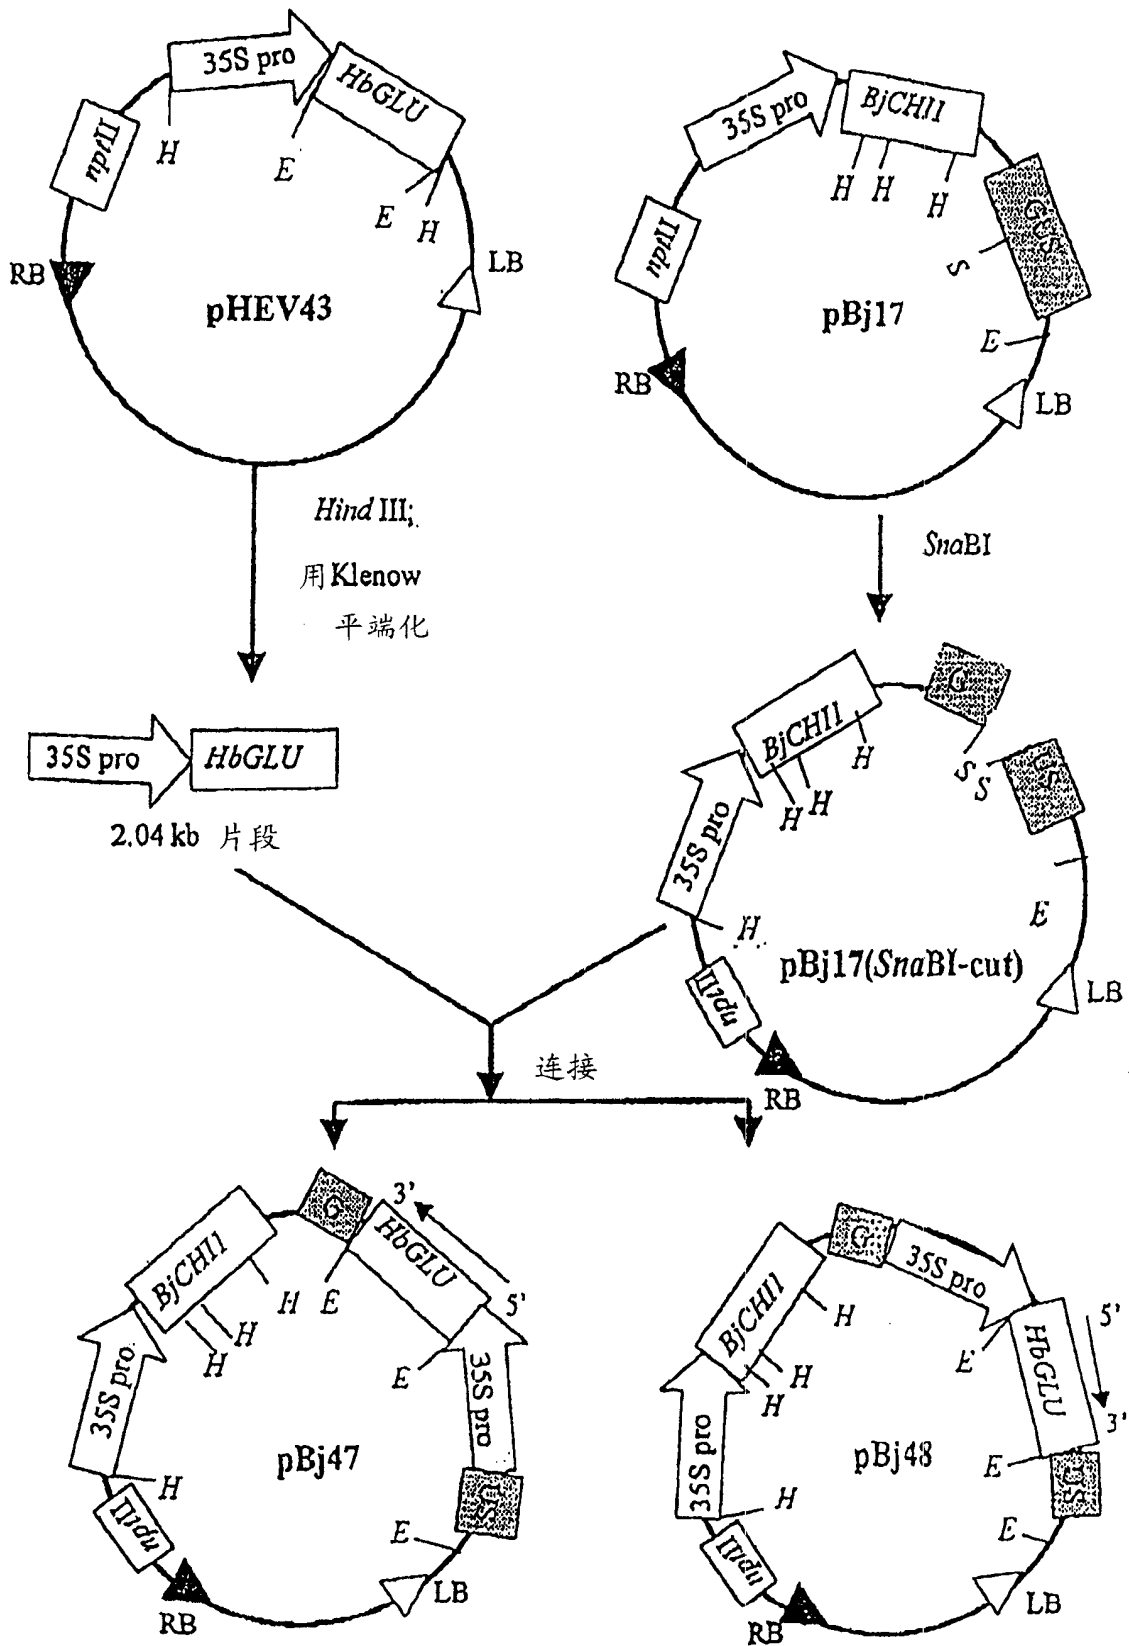 35S pro
HbGLU
nptII
H
E
E
H
RB
LB
pHEV43
35S pro
BjCHI1
nptII
H
H
H
GUS
S
E
pBj17
RB
LB
Hind III;
用Klenow
平端化
SnaBI
35S pro
HbGLU
2.04 kb 片段
G
BjCHI1
H
S
S
S
US
H
H
35S pro
H
E
nptII
pBj17(SnaBI-cut)
LB
RB
连接
G
3'
HbGLU
5'
BjCHI1
H
E
H
H
E
35S pro
35S pro
pBj47
H
US
nptII
E
RB
LB
G
35S pro
BjCHI1
H
5'
HbGLU
E
H
H
3'
35S pro
pBj48
E
US
H
E
nptII
RB
LB